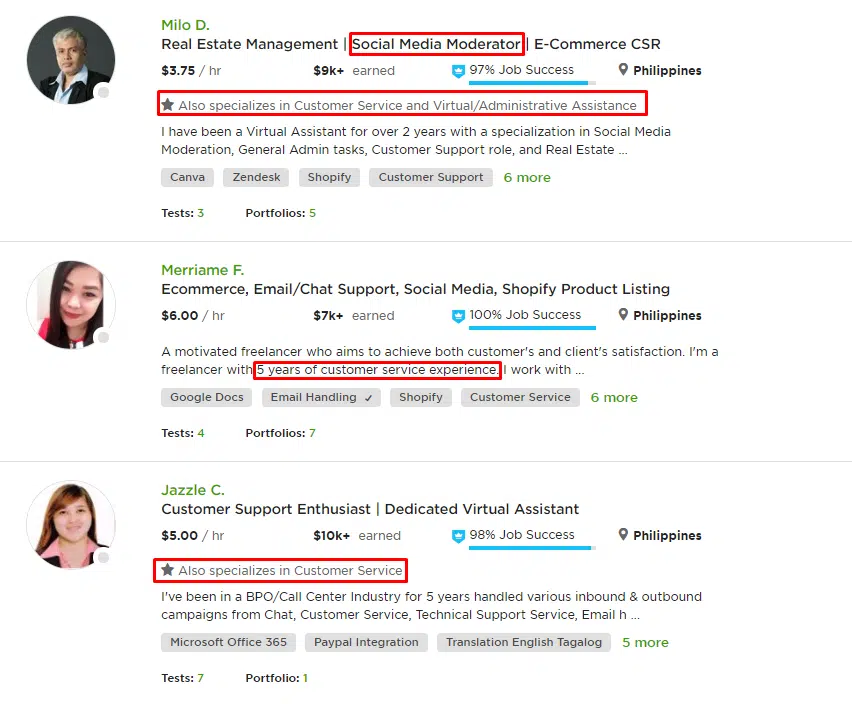 Milo D.
Real Estate Management | Social Media Moderator | E-Commerce CSR
$3.75 / hr $9k+ earned 97% Job Success Philippines
Also specializes in Customer Service and Virtual/Administrative Assistance
I have been a Virtual Assistant for over 2 years with a specialization in Social Media
Moderation, General Admin tasks, Customer Support role, and Real Estate ...
Canva Zendesk Shopify Customer Support 6 more
Tests: 3 Portfolios: 5
Merriame F.
Ecommerce, Email/Chat Support, Social Media, Shopify Product Listing
$6.00 / hr $7k+ earned 100% Job Success Philippines
A motivated freelancer who aims to achieve both customer's and client's satisfaction. I'm a
freelancer with 5 years of customer service experience. I work with ...
Google Docs Email Handling ✓ Shopify Customer Service 6 more
Tests: 4 Portfolios: 7
Jazzle C.
Customer Support Enthusiast | Dedicated Virtual Assistant
$5.00 / hr $10k+ earned 98% Job Success Philippines
Also specializes in Customer Service
I've been in a BPO/Call Center Industry for 5 years handled various inbound & outbound
campaigns from Chat, Customer Service, Technical Support Service, Email h ...
Microsoft Office 365 Paypal Integration Translation English Tagalog 5 more
Tests: 7 Portfolio: 1